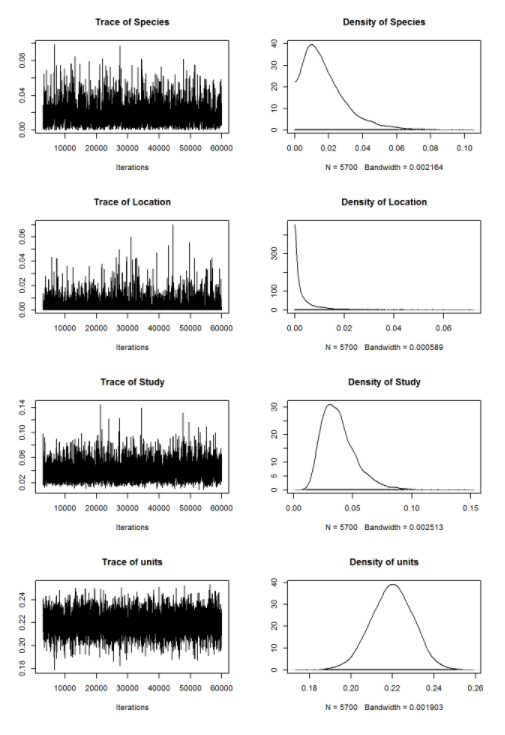 Trace of Species
0.00 0.04 0.08
10000 20000 30000 40000 50000 60000
Iterations
Density of Species
0 10 20 30 40
0.00 0.02 0.04 0.06 0.08 0.10
N = 5700 Bandwidth = 0.002164
Trace of Location
0.00 0.02 0.04 0.06
10000 20000 30000 40000 50000 60000
Iterations
Density of Location
0 100 300
0.00 0.02 0.04 0.06
N = 5700 Bandwidth = 0.000589
Trace of Study
0.02 0.06 0.10 0.14
10000 20000 30000 40000 50000 60000
Iterations
Density of Study
0 5 10 20 30
0.00 0.05 0.10 0.15
N = 5700 Bandwidth = 0.002513
Trace of units
0.18 0.20 0.22 0.24
10000 20000 30000 40000 50000 60000
Iterations
Density of units
0 10 20 30 40
0.18 0.20 0.22 0.24 0.26
N = 5700 Bandwidth = 0.001903